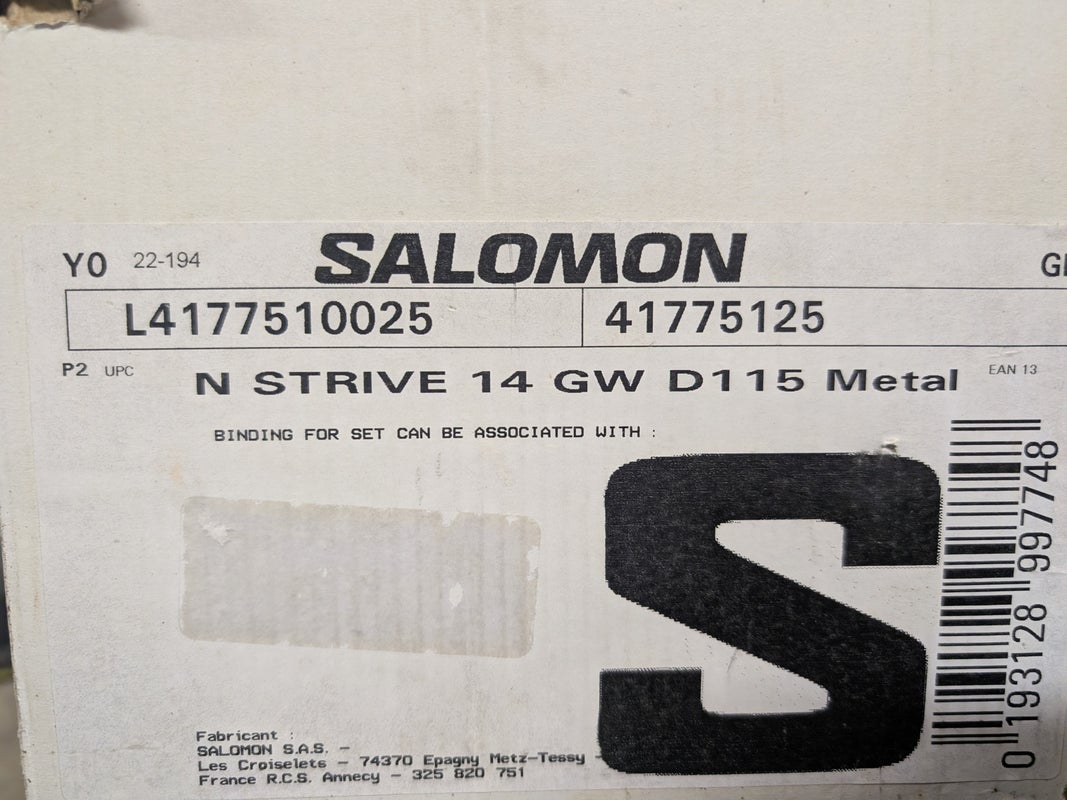 Y0 22-194 SALOMON
L4177510025 41775125
P2 UPC
N STRIVE 14 GW D115 Metal
EAN 13
BINDING FOR SET CAN BE ASSOCIATED WITH :
S
0 193128 997748
Fabricant :
SALOMON S.A.S. -
Les Croiselets - 74370 Epagny Metz-Tessy -
France R.C.S. Annecy - 325 820 751